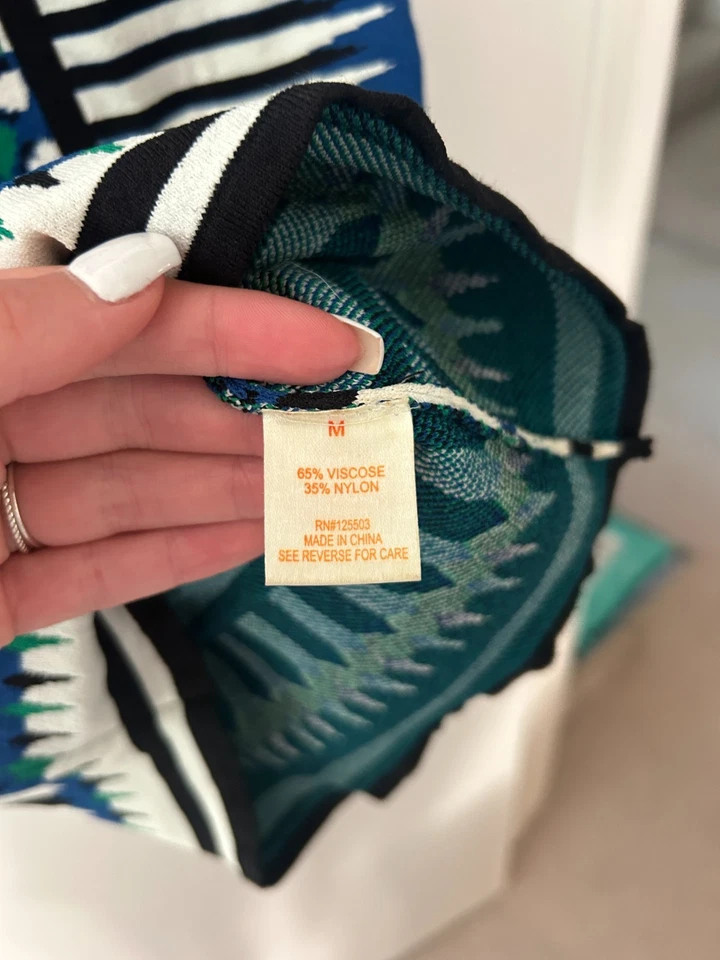 M
65% VISCOSE
35% NYLON
RN#125503
MADE IN CHINA
SEE REVERSE FOR CARE